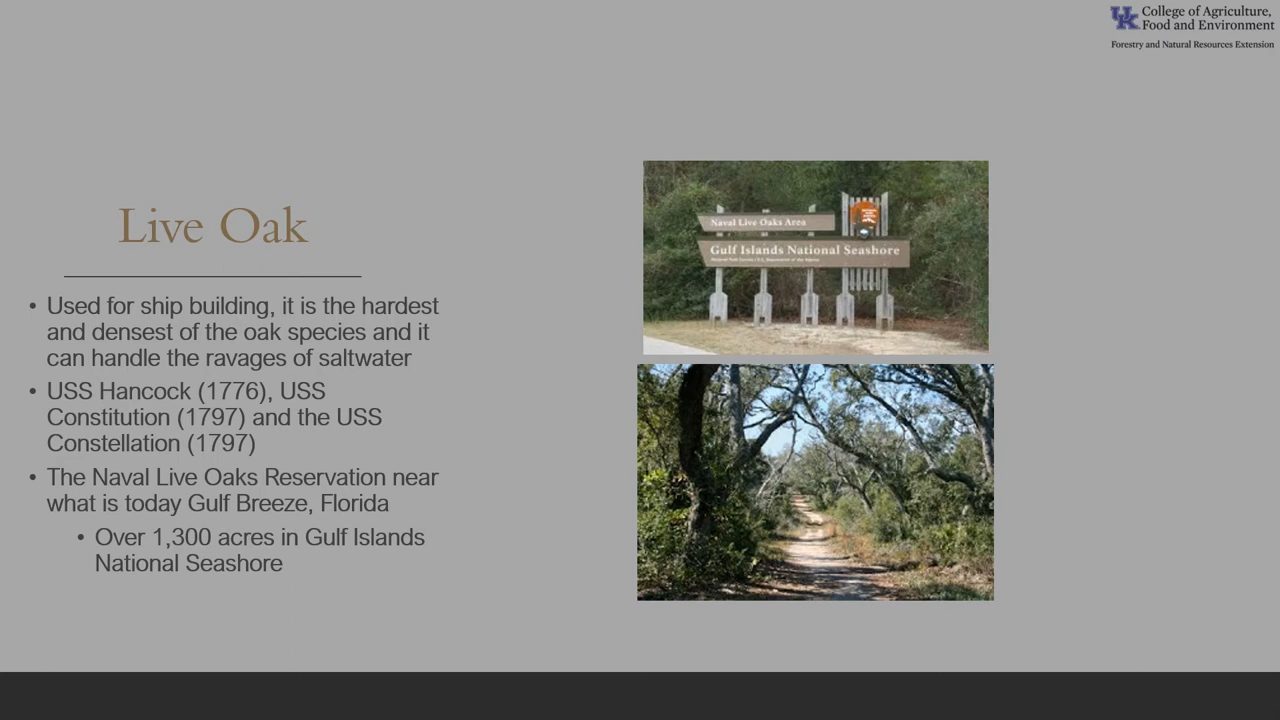 College of Agriculture,
Food and Environment
Forestry and Natural Resources Extension
Live Oak
• Used for ship building, it is the hardest
and densest of the oak species and it
can handle the ravages of saltwater
• USS Hancock (1776), USS
Constitution (1797) and the USS
Constellation (1797)
• The Naval Live Oaks Reservation near
what is today Gulf Breeze, Florida
• Over 1,300 acres in Gulf Islands
National Seashore
Naval Live Oaks Area
Gulf Islands National Seashore